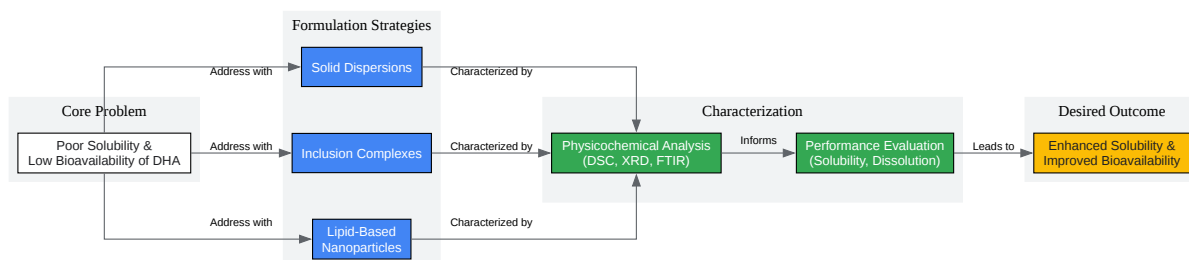 Formulation Strategies
Solid Dispersions
Address with
Characterized by
Core Problem
Characterization
Desired Outcome
Poor Solubility &
Low Bioavailability of DHA
Address with
Inclusion Complexes
Characterized by
Physicochemical Analysis
(DSC, XRD, FTIR)
Informs
Performance Evaluation
(Solubility, Dissolution)
Leads to
Enhanced Solubility &
Improved Bioavailability
Address with
Lipid-Based
Nanoparticles
Characterized by